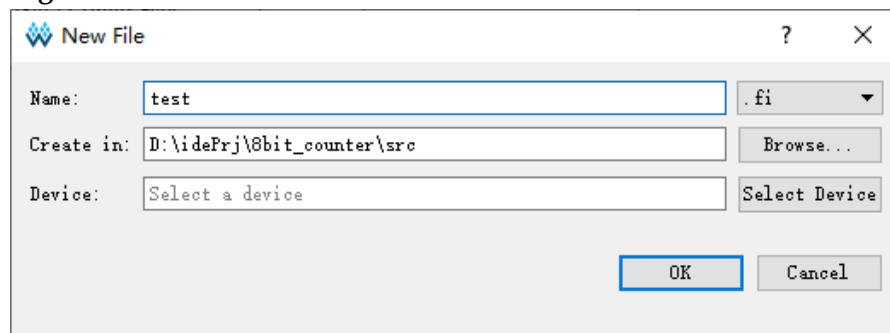 New File ? ×
Name: test .fi
Create in: D:\idePrj\8bit_counter\src Browse...
Device: Select a device Select Device
OK Cancel